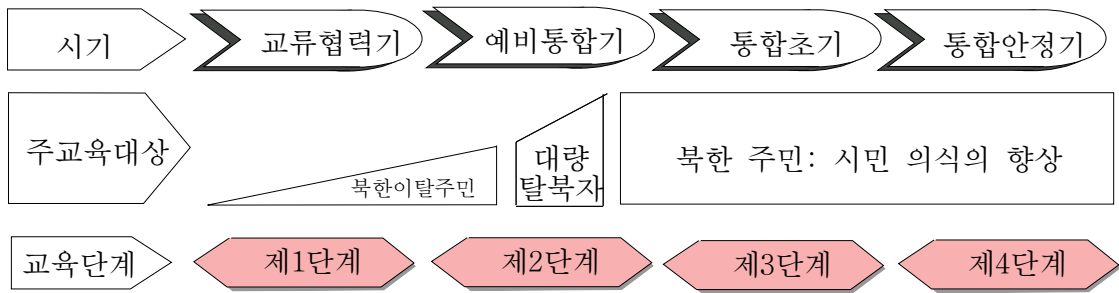 시기
교류협력기
예비통합기
통합초기
통합안정기
주교육대상
북한이탈주민
대량
탈북자
북한 주민: 시민 의식의 향상
교육단계
제1단계
제2단계
제3단계
제4단계